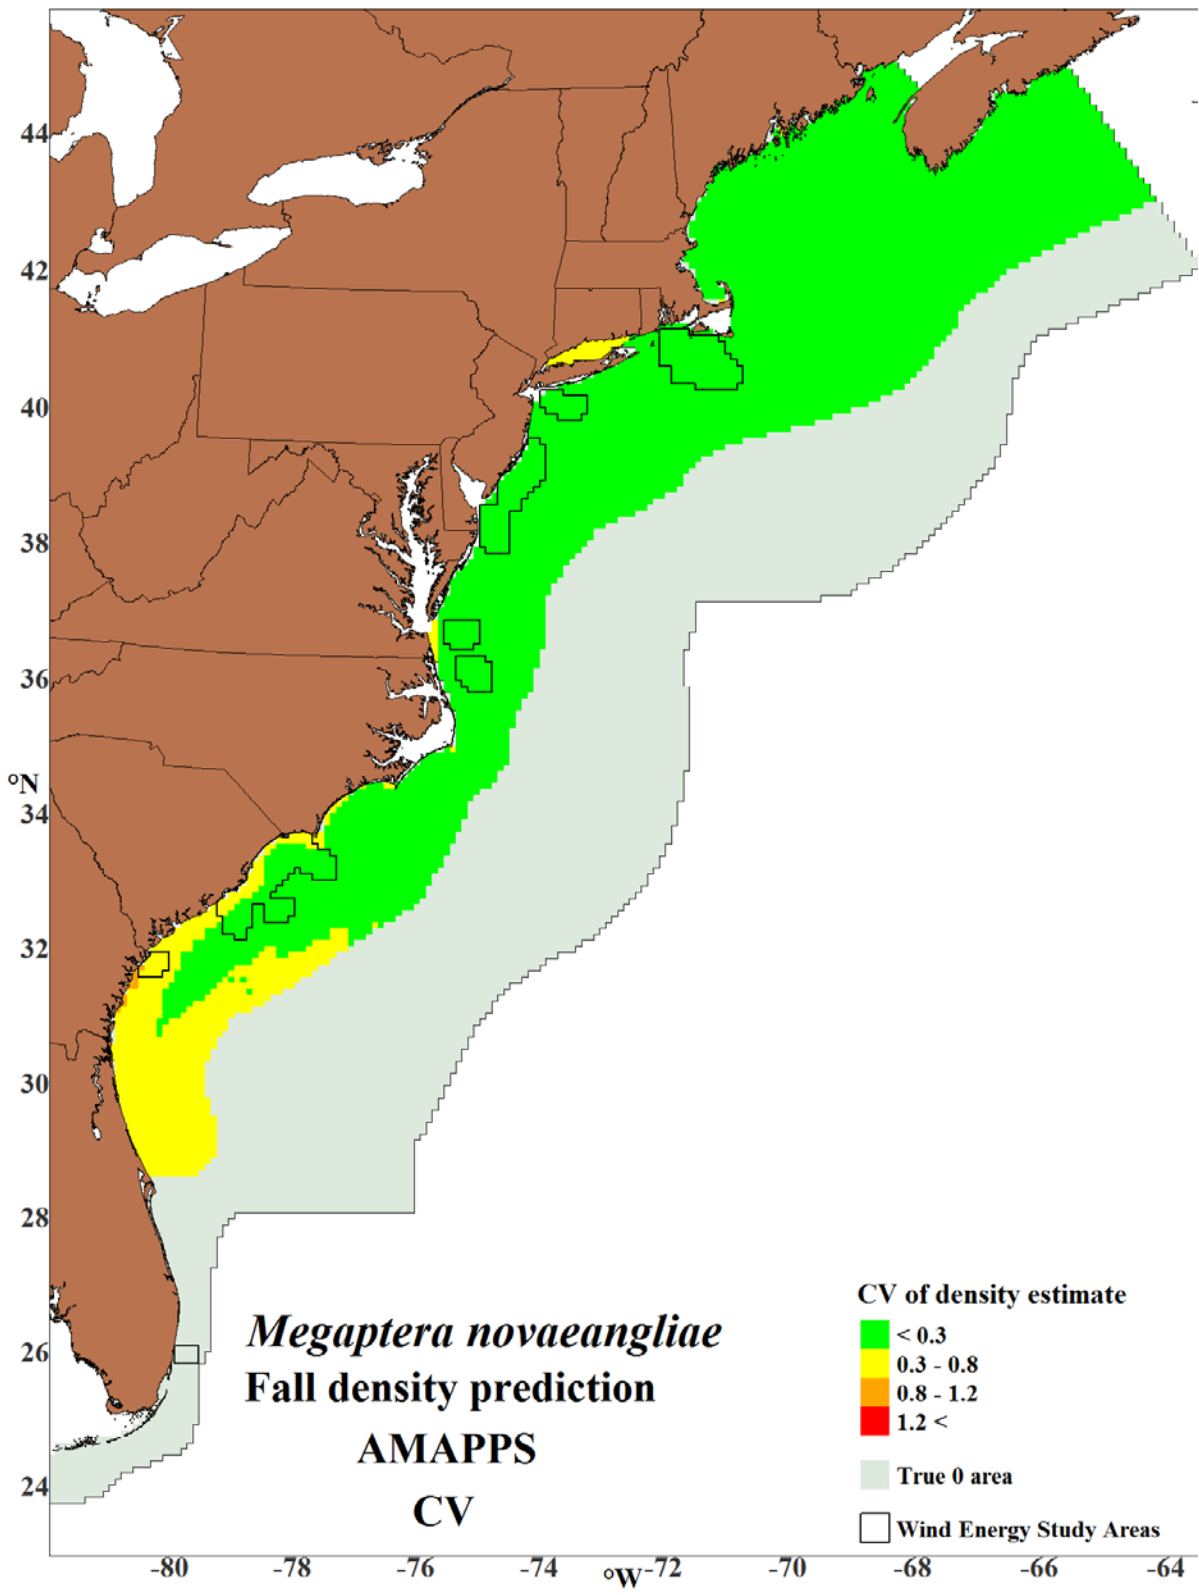 44
42
40
38
36
°N
34
32
30
28
26
24
-80
-78
-76
-74
°W
-72
-70
-68
-66
-64
Megaptera novaeangliae
Fall density prediction
AMAPPS
CV
CV of density estimate
< 0.3
0.3 - 0.8
0.8 - 1.2
1.2 <
True 0 area
Wind Energy Study Areas